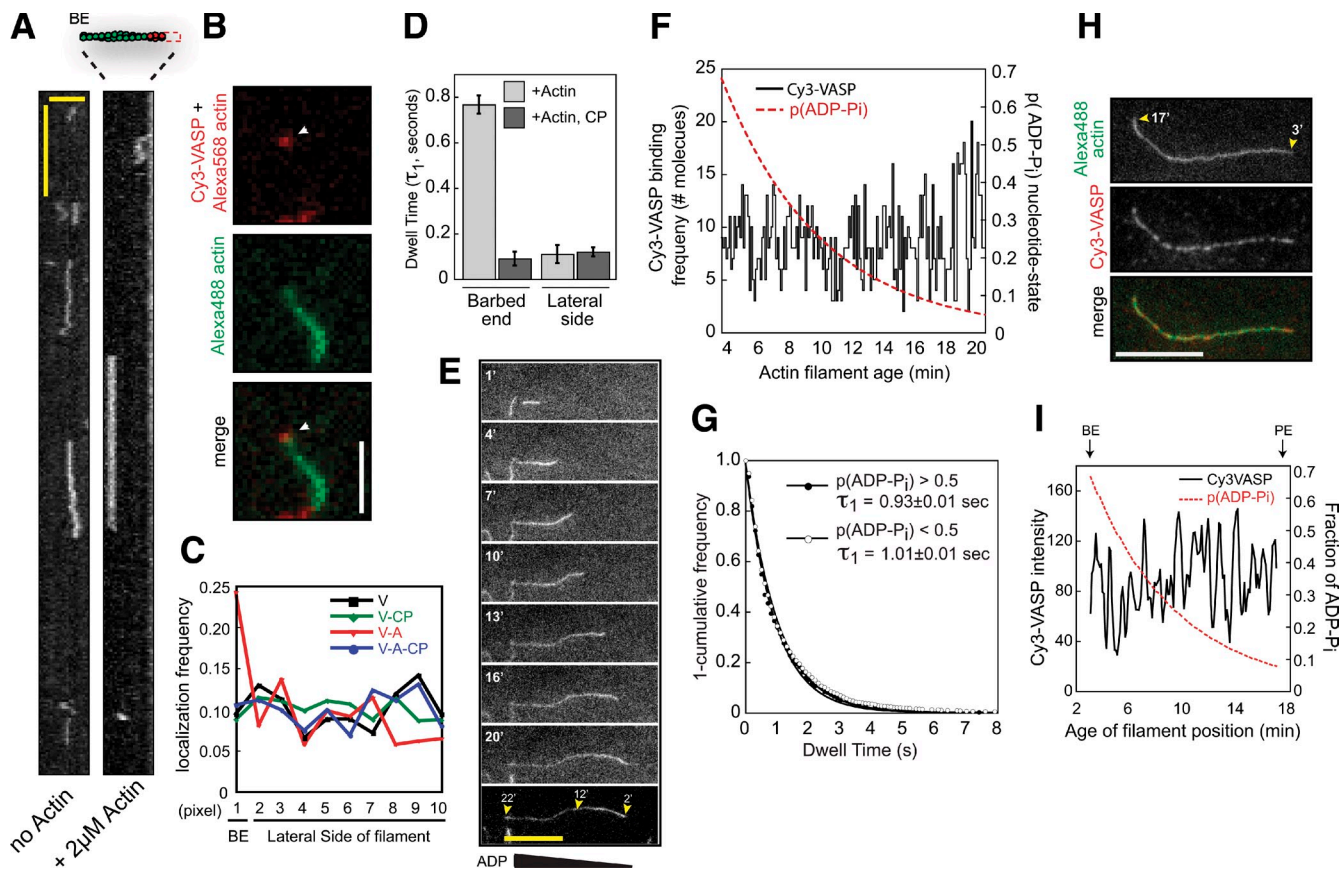 A
BE
no Actin
+ 2µM Actin
B
Cy3-VASP +
Alexa568 actin
Alexa488 actin
merge
C
localization frequency
0.25
0.20
0.15
0.10
0.05
0
V
V-CP
V-A
V-A-CP
(pixel) 1 2 3 4 5 6 7 8 9 10
BE Lateral Side of filament
D
Dwell Time (τ1, seconds)
0.8
0.6
0.4
0.2
0
+Actin
+Actin, CP
Barbed
end
Lateral
side
E
1'
4'
7'
10'
13'
16'
20'
22' 12' 2'
ADP
F
Cy3-VASP binding
frequeny (# molecues)
25
20
15
10
5
0
Cy3-VASP
p(ADP-Pi)
0.7
0.6
0.5
0.4
0.3
0.2
0.1
0
p( ADP-Pi) nucleotide-state
4 6 8 10 12 14 16 18 20
Actin filament age (min)
G
1-cumulative frequency
1.0
0.8
0.6
0.4
0.2
0
p(ADP-Pi) > 0.5
τ1 = 0.93±0.01 sec
p(ADP-Pi) < 0.5
τ1 = 1.01±0.01 sec
0 1 2 3 4 5 6 7 8
Dwell Time (s)
H
Alexa488
actin
17'
3'
Cy3-VASP
merge
I
BE PE
Cy3-VASP intensity
160
120
80
40
0
Cy3VASP
p(ADP-Pi)
0.7
0.6
0.5
0.4
0.3
0.2
0.1
0
Fraction of ADP-Pi
2 6 10 14 18
Age of filament position (min)